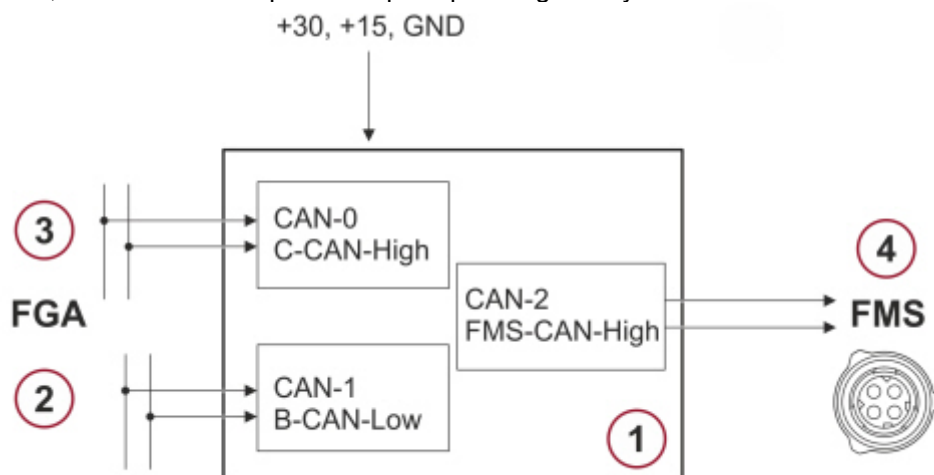 +30, +15, GND
3
CAN-0
C-CAN-High
4
CAN-2
FMS-CAN-High
FGA
FMS
2
CAN-1
B-CAN-Low
1